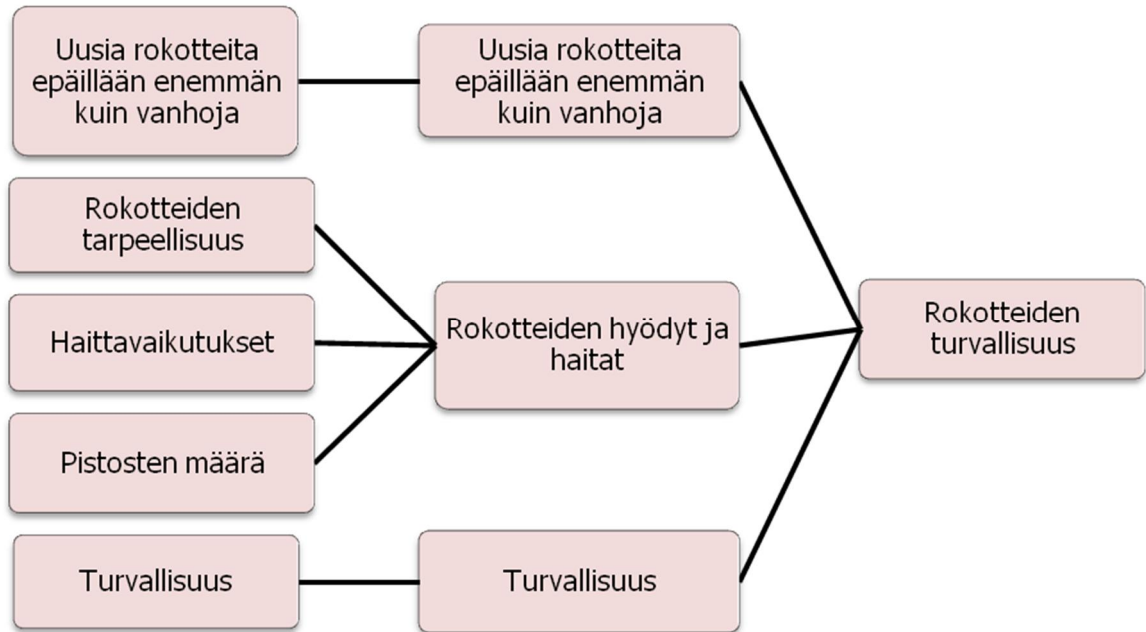 Uusia rokotteita
epäillään enemmän
kuin vanhoja
Rokotteiden
tarpeellisuus
Haittavaikutukset
Pistosten määrä
Turvallisuus
Uusia rokotteita
epäillään enemmän
kuin vanhoja
Rokotteiden hyödyt ja
haitat
Turvallisuus
Rokotteiden
turvallisuus